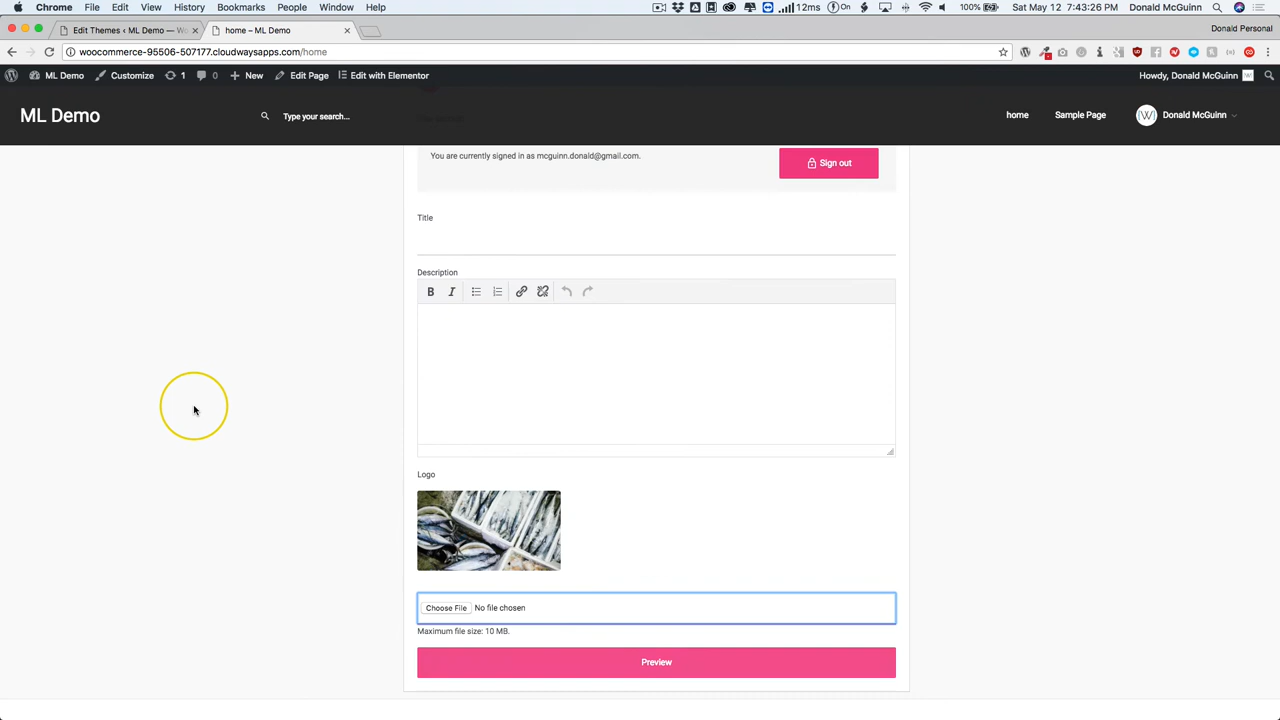 Chrome File Edit View History Bookmarks People Window Help 12ms On 100% Sat May 12 7:43:26 Donald McGuinn
Edit Themes ‹ ML Demo — Wo home – ML Demo Donald Personal
woocommerce-95506-507177.cloudwaysapps.com/home
ML Demo Customize 1 0 New Edit Page Edit with Elementor Howdy, Donald McGuinn
ML Demo Type your search... home Sample Page Donald McGuinn
You are currently signed in as mcguinn.donald@gmail.com. Sign out
Title
Description
B I
Logo
Choose File No file chosen
Maximum file size: 10 MB.
Preview